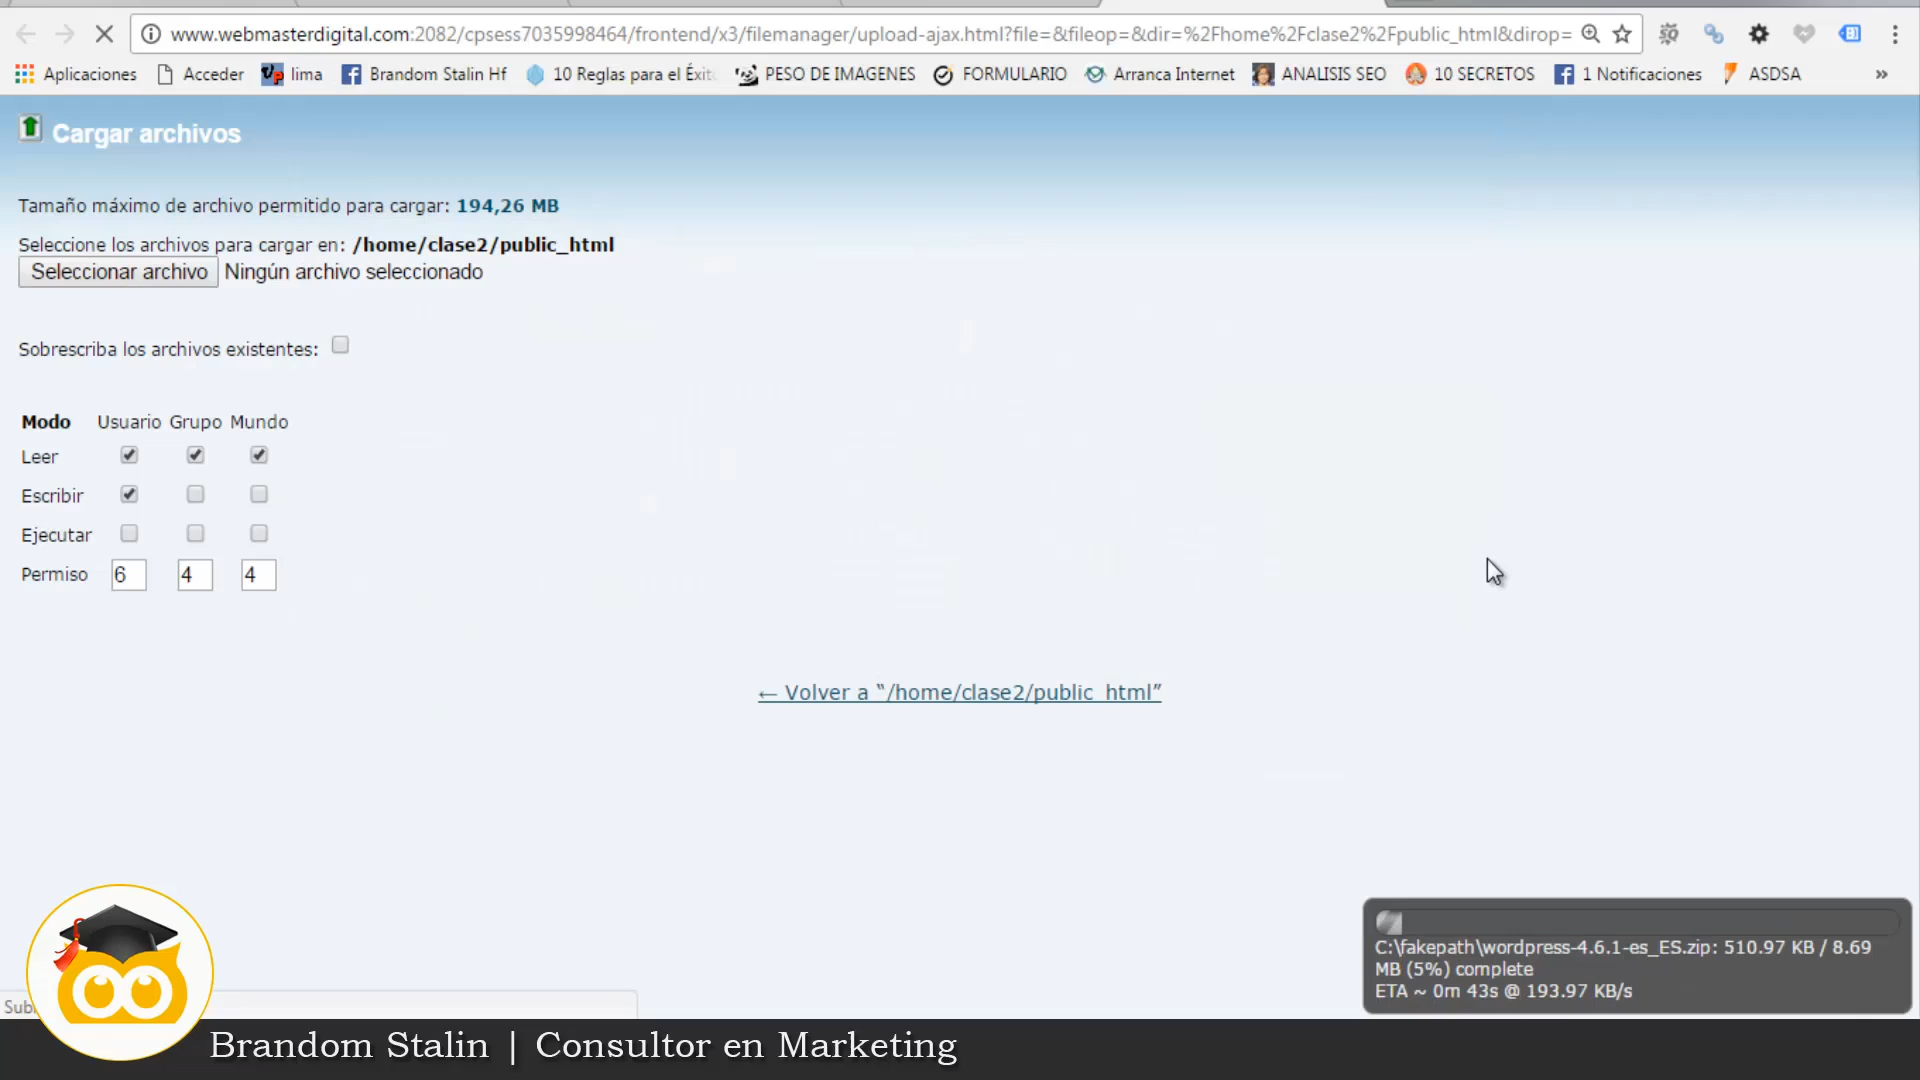 www.webmasterdigital.com:2082/cpsess7035998464/frontend/x3/filemanager/upload-ajax.html?file=&fileop=&dir=%2Fhome%2Fclase2%2Fpublic_html&dirop=
Aplicaciones Acceder lima Brandom Stalin Hf 10 Reglas para el Éxit PESO DE IMAGENES FORMULARIO Arranca Internet ANALISIS SEO 10 SECRETOS 1 Notificaciones ASDSA »
Cargar archivos
Tamaño máximo de archivo permitido para cargar: 194,26 MB
Seleccione los archivos para cargar en: /home/clase2/public_html
Seleccionar archivo Ningún archivo seleccionado
Sobrescriba los archivos existentes:
Modo Usuario Grupo Mundo
Leer
Escribir
Ejecutar
Permiso 6 4 4
← Volver a “/home/clase2/public_html”
C:\fakepath\wordpress-4.6.1-es_ES.zip: 510.97 KB / 8.69
MB (5%) complete
ETA ~ 0m 43s @ 193.97 KB/s
Brandom Stalin | Consultor en Marketing